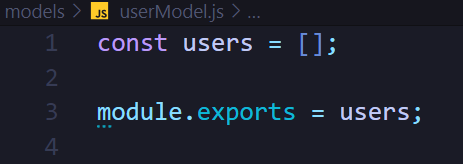 models > JS userModel.js > ...
1 const users = [];
2
3 module.exports = users;
4